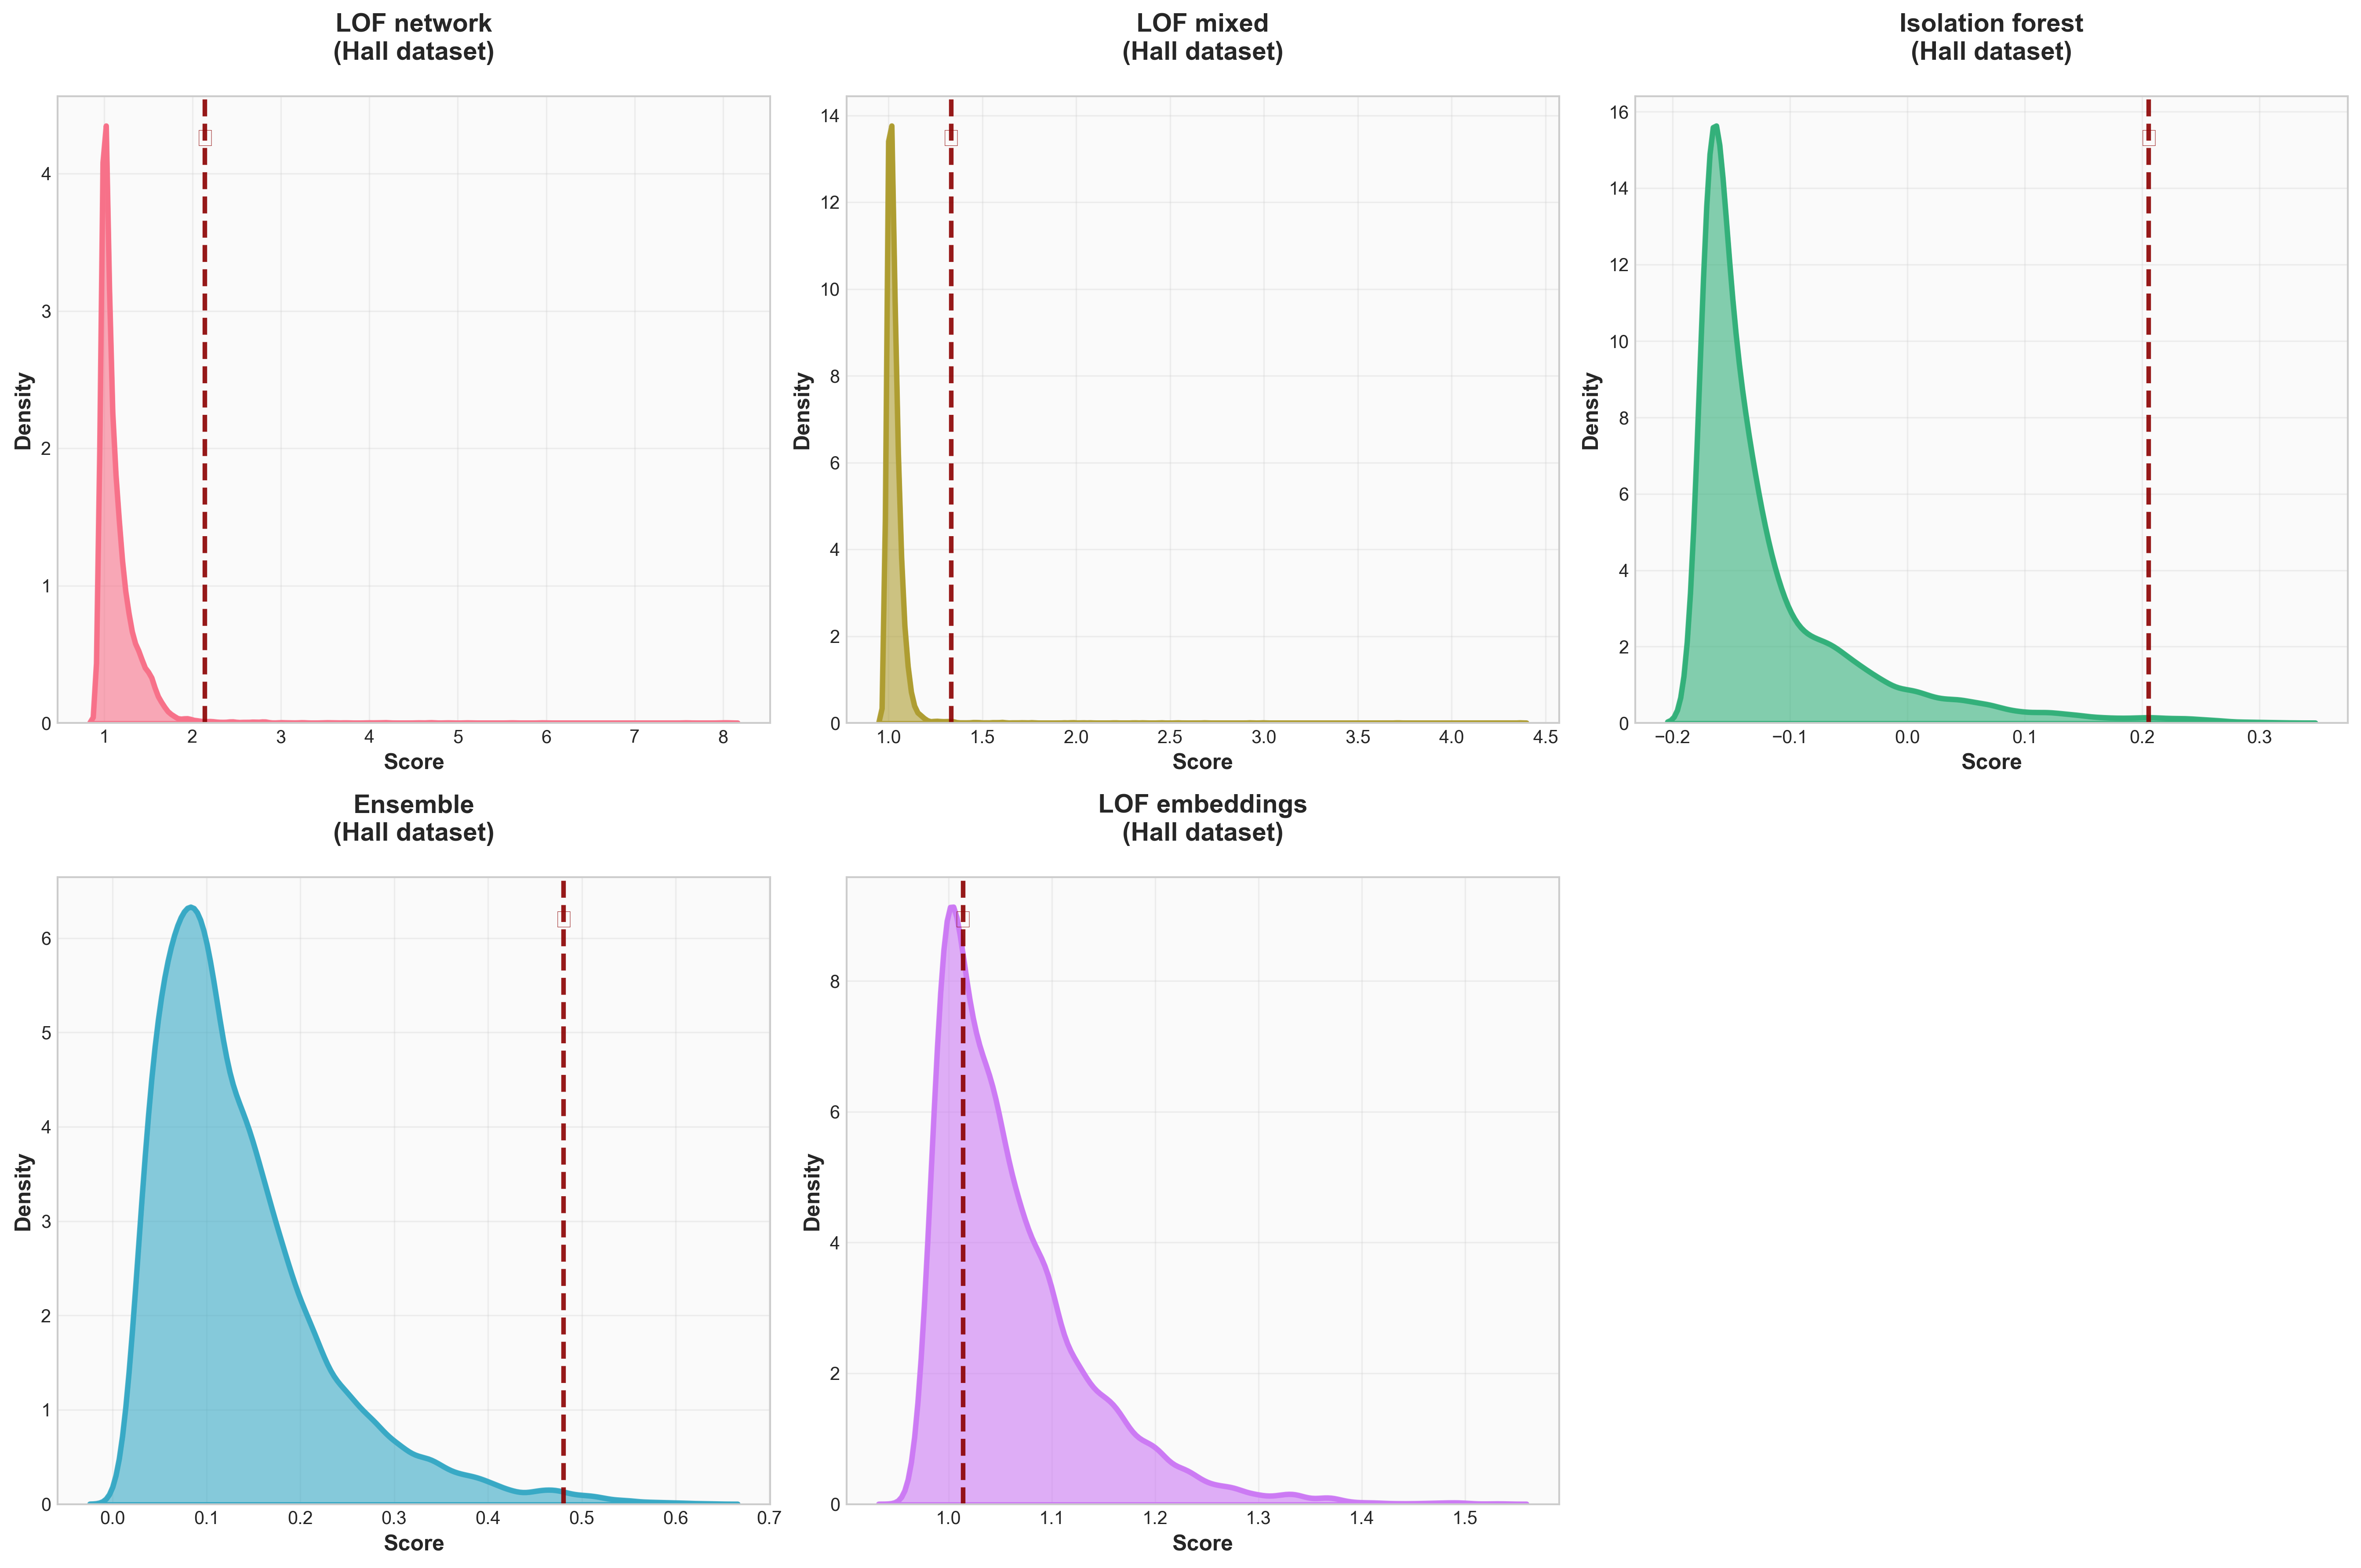 LOF network
(Hall dataset)
LOF mixed
(Hall dataset)
Isolation forest
(Hall dataset)
Density
4
3
2
1
0
1 2 3 4 5 6 7 8
Score
Density
14
12
10
8
6
4
2
0
1.0 1.5 2.0 2.5 3.0 3.5 4.0 4.5
Score
Density
16
14
12
10
8
6
4
2
0
−0.2 −0.1 0.0 0.1 0.2 0.3
Score
Ensemble
(Hall dataset)
LOF embeddings
(Hall dataset)
Density
6
5
4
3
2
1
0
0.0 0.1 0.2 0.3 0.4 0.5 0.6 0.7
Score
Density
8
6
4
2
0
1.0 1.1 1.2 1.3 1.4 1.5
Score